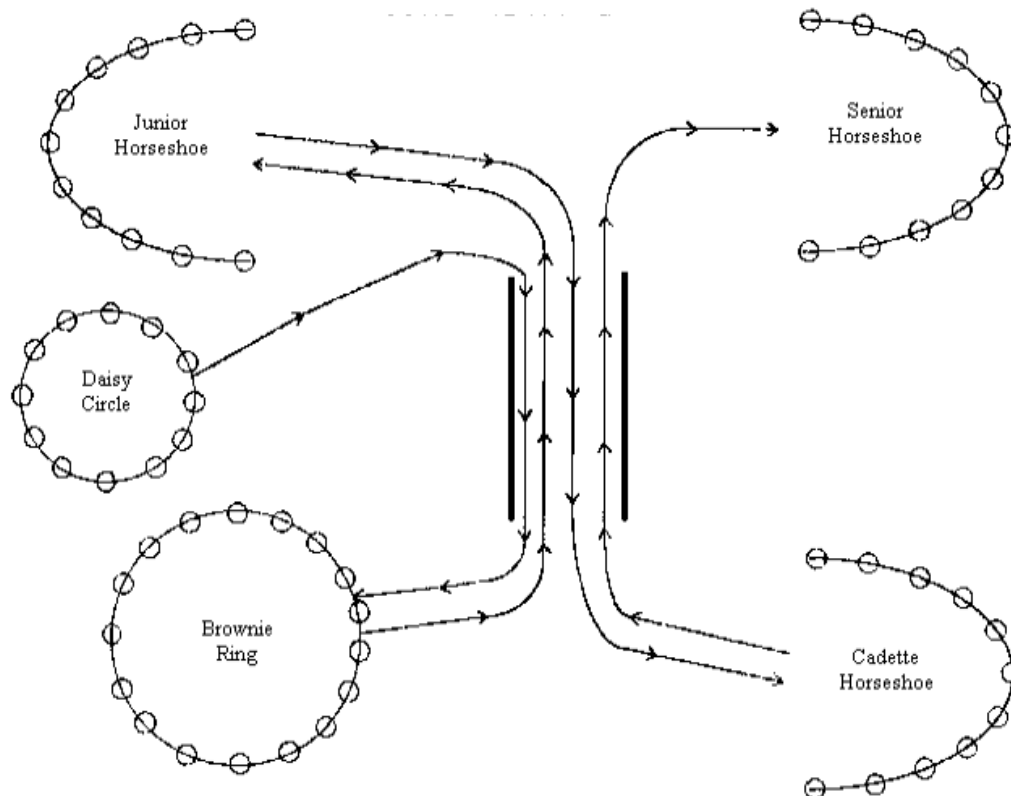 Junior
Horseshoe
Senior
Horseshoe
Daisy
Circle
Brownie
Ring
Cadette
Horseshoe